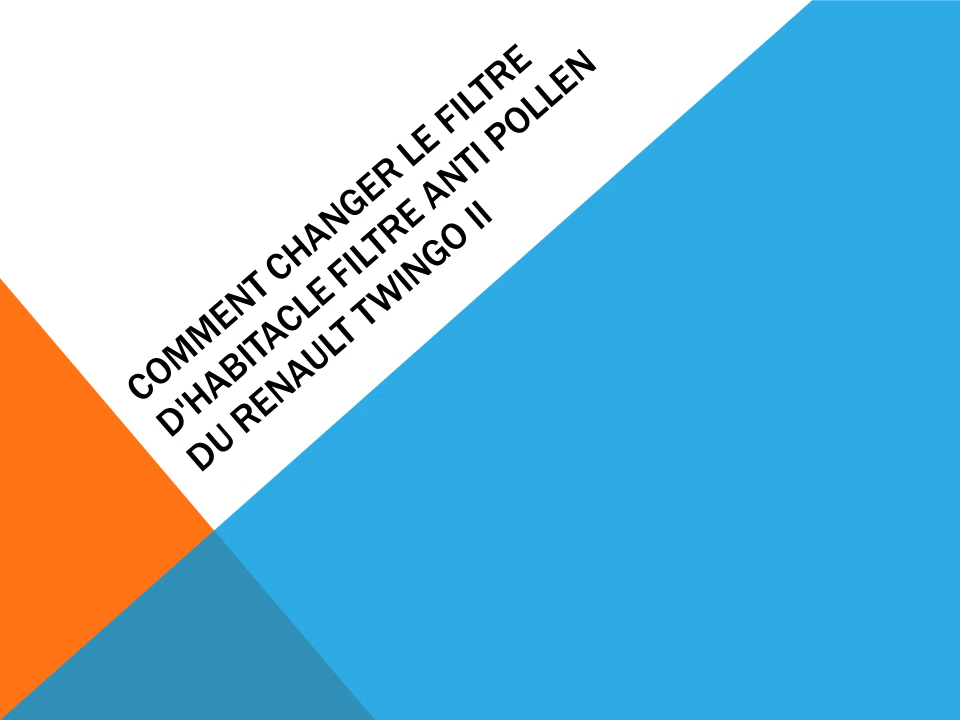 COMMENT CHANGER LE FILTRE
D'HABITACLE FILTRE ANTI POLLEN
DU RENAULT TWINGO II